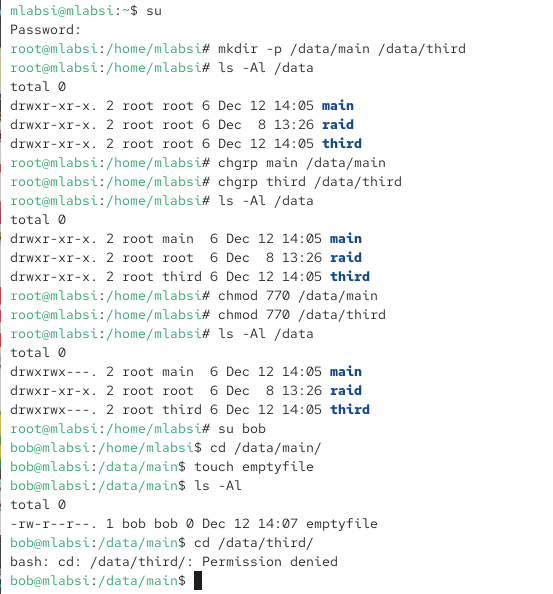 mlabsi@mlabsi:~$ su
Password:
root@mlabsi:/home/mlabsi# mkdir -p /data/main /data/third
root@mlabsi:/home/mlabsi# ls -Al /data
total 0
drwxr-xr-x. 2 root root 6 Dec 12 14:05 main
drwxr-xr-x. 2 root root 6 Dec  8 13:26 raid
drwxr-xr-x. 2 root root 6 Dec 12 14:05 third
root@mlabsi:/home/mlabsi# chgrp main /data/main
root@mlabsi:/home/mlabsi# chgrp third /data/third
root@mlabsi:/home/mlabsi# ls -Al /data
total 0
drwxr-xr-x. 2 root main  6 Dec 12 14:05 main
drwxr-xr-x. 2 root root  6 Dec  8 13:26 raid
drwxr-xr-x. 2 root third 6 Dec 12 14:05 third
root@mlabsi:/home/mlabsi# chmod 770 /data/main
root@mlabsi:/home/mlabsi# chmod 770 /data/third
root@mlabsi:/home/mlabsi# ls -Al /data
total 0
drwxrwx---. 2 root main  6 Dec 12 14:05 main
drwxr-xr-x. 2 root root  6 Dec  8 13:26 raid
drwxrwx---. 2 root third 6 Dec 12 14:05 third
root@mlabsi:/home/mlabsi# su bob
bob@mlabsi:/home/mlabsi$ cd /data/main/
bob@mlabsi:/data/main$ touch emptyfile
bob@mlabsi:/data/main$ ls -Al
total 0
-rw-r--r--. 1 bob bob 0 Dec 12 14:07 emptyfile
bob@mlabsi:/data/main$ cd /data/third/
bash: cd: /data/third/: Permission denied
bob@mlabsi:/data/main$